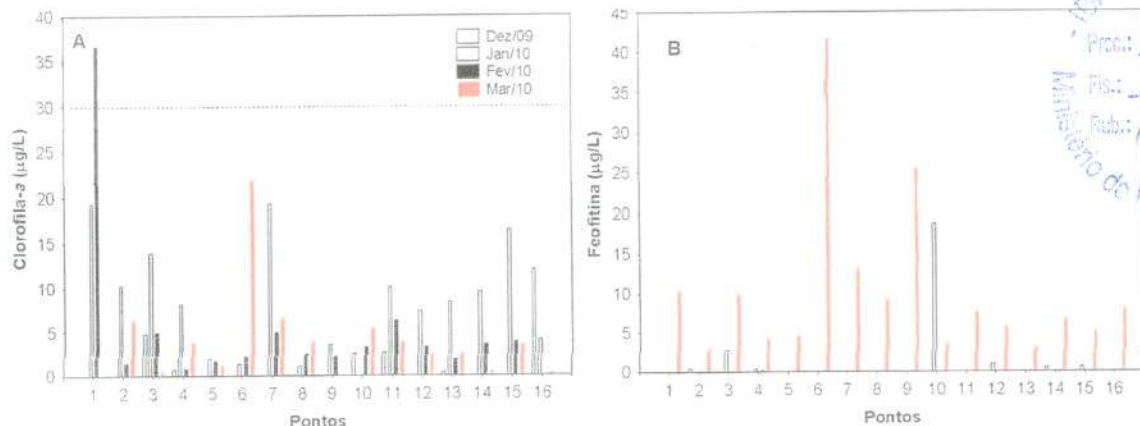 A
Clorofila-a (µg/L)
40
35
30
25
20
15
10
5
0
Dez/09
Jan/10
Fev/10
Mar/10
1 2 3 4 5 6 7 8 9 10 11 12 13 14 15 16
Pontos
B
Feofitina (µg/L)
45
40
35
30
25
20
15
10
5
0
1 2 3 4 5 6 7 8 9 10 11 12 13 14 15 16
Pontos
Proc.:
Fls.:
Rub.:
Ministério do